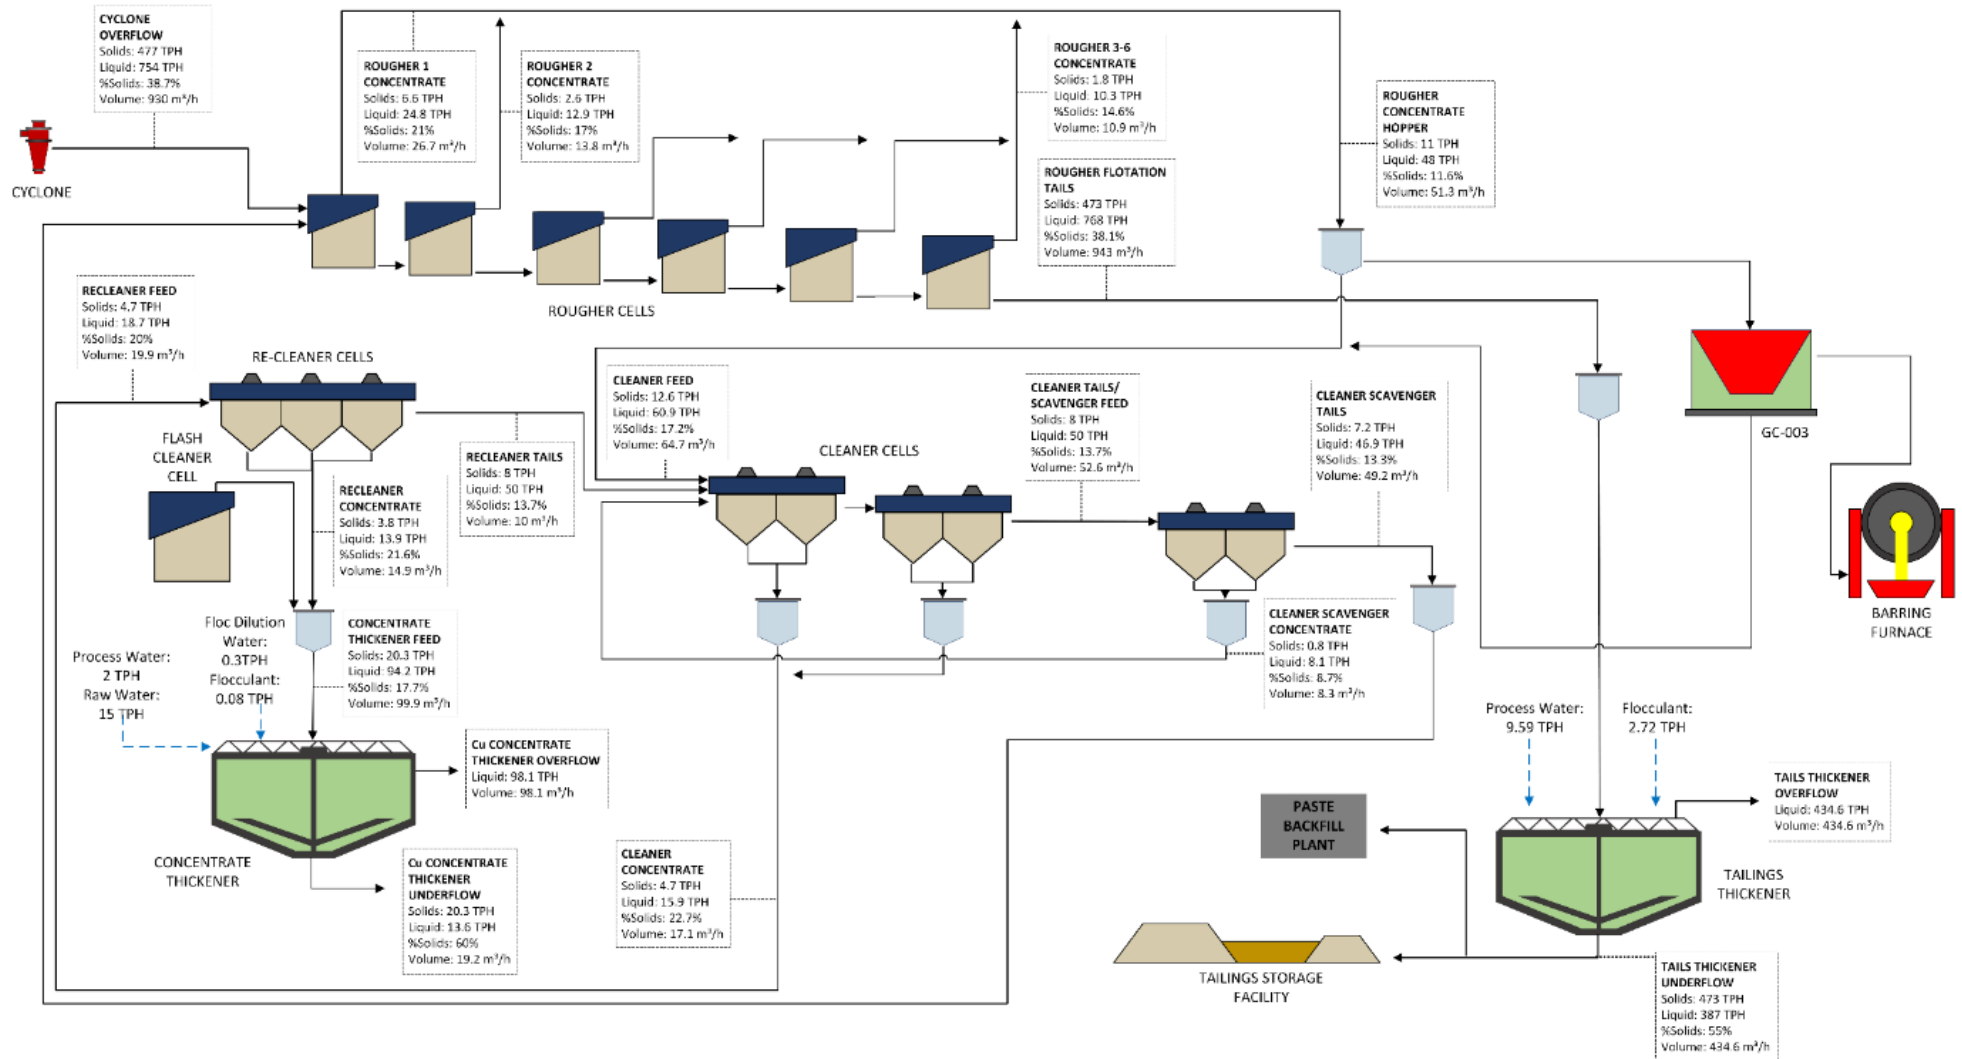 CYCLONE
OVERFLOW
Solids: 477 TPH
Liquid: 754 TPH
%Solids: 38.7%
Volume: 930 m³/h
CYCLONE
ROUGHER 1
CONCENTRATE
Solids: 6.6 TPH
Liquid: 24.8 TPH
%Solids: 21%
Volume: 26.7 m³/h
ROUGHER 2
CONCENTRATE
Solids: 2.6 TPH
Liquid: 12.9 TPH
%Solids: 17%
Volume: 13.8 m³/h
ROUGHER 3-6
CONCENTRATE
Solids: 1.8 TPH
Liquid: 10.3 TPH
%Solids: 14.6%
Volume: 10.9 m³/h
ROUGHER FLOTATION
TAILS
Solids: 473 TPH
Liquid: 768 TPH
%Solids: 38.1%
Volume: 943 m³/h
ROUGHER
CONCENTRATE
HOPPER
Solids: 11 TPH
Liquid: 48 TPH
%Solids: 11.6%
Volume: 51.3 m³/h
ROUGHER CELLS
RECLEANER FEED
Solids: 4.7 TPH
Liquid: 18.7 TPH
%Solids: 20%
Volume: 19.9 m³/h
RE-CLEANER CELLS
FLASH
CLEANER
CELL
RECLEANER
CONCENTRATE
Solids: 3.8 TPH
Liquid: 13.9 TPH
%Solids: 21.6%
Volume: 14.9 m³/h
RECLEANER TAILS
Solids: 8 TPH
Liquid: 50 TPH
%Solids: 13.7%
Volume: 10 m³/h
CLEANER FEED
Solids: 12.6 TPH
Liquid: 60.9 TPH
%Solids: 17.2%
Volume: 64.7 m³/h
CLEANER CELLS
CLEANER TAILS/
SCAVENGER FEED
Solids: 8 TPH
Liquid: 50 TPH
%Solids: 13.7%
Volume: 52.6 m³/h
CLEANER SCAVENGER
TAILS
Solids: 7.2 TPH
Liquid: 46.9 TPH
%Solids: 13.3%
Volume: 49.2 m³/h
GC-003
BARRING
FURNACE
CLEANER SCAVENGER
CONCENTRATE
Solids: 0.8 TPH
Liquid: 8.1 TPH
%Solids: 8.7%
Volume: 8.3 m³/h
Process Water:
2 TPH
Raw Water:
15 TPH
Floc Dilution
Water:
0.3TPH
Flocculant:
0.08 TPH
CONCENTRATE
THICKENER FEED
Solids: 20.3 TPH
Liquid: 94.2 TPH
%Solids: 17.7%
Volume: 99.9 m³/h
Cu CONCENTRATE
THICKENER OVERFLOW
Liquid: 98.1 TPH
Volume: 98.1 m³/h
CONCENTRATE
THICKENER
Cu CONCENTRATE
THICKENER
UNDERFLOW
Solids: 20.3 TPH
Liquid: 13.6 TPH
%Solids: 60%
Volume: 19.2 m³/h
CLEANER
CONCENTRATE
Solids: 4.7 TPH
Liquid: 15.9 TPH
%Solids: 22.7%
Volume: 17.1 m³/h
Process Water:
9.59 TPH
Flocculant:
2.72 TPH
TAILS THICKENER
OVERFLOW
Liquid: 434.6 TPH
Volume: 434.6 m³/h
PASTE
BACKFILL
PLANT
TAILINGS
THICKENER
TAILINGS STORAGE
FACILITY
TAILS THICKENER
UNDERFLOW
Solids: 473 TPH
Liquid: 387 TPH
%Solids: 55%
Volume: 434.6 m³/h